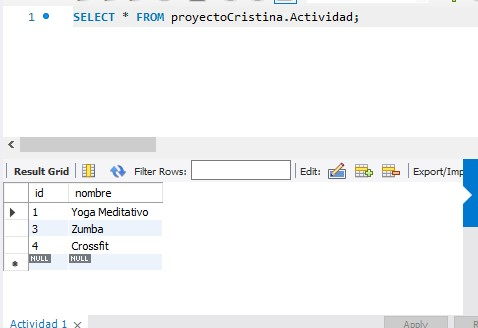 1 SELECT * FROM proyectoCristina.Actividad;
Result Grid Filter Rows: Edit: Export/Imp
id nombre
1 Yoga Meditativo
3 Zumba
4 Crossfit
NULL NULL
Actividad 1 Apply R